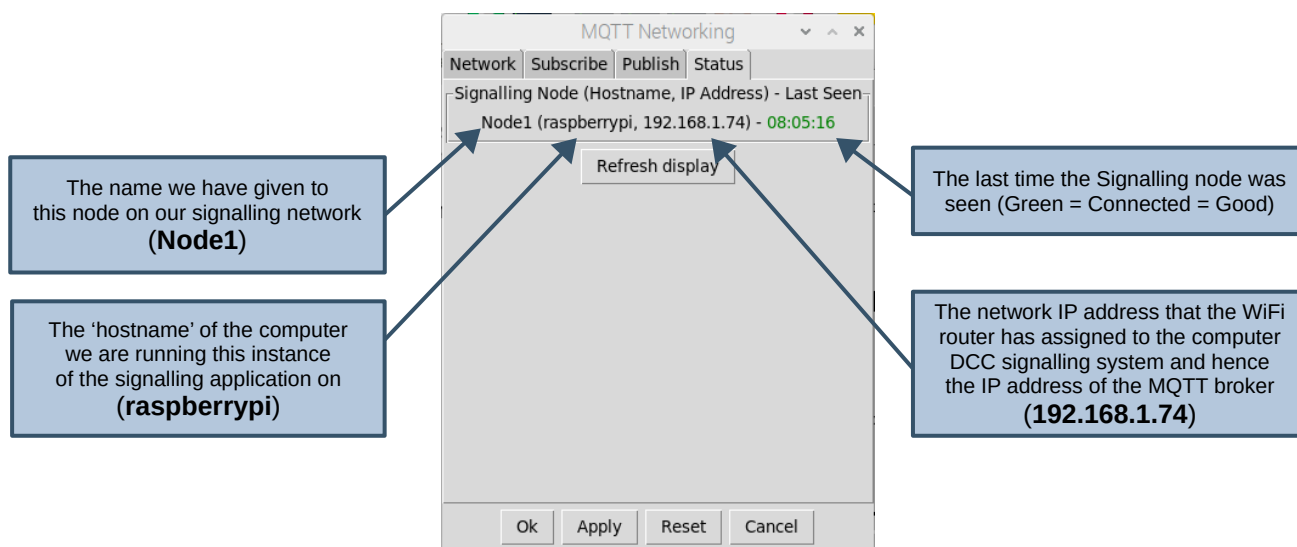 MQTT Networking
Network Subscribe Publish Status
Signalling Node (Hostname, IP Address) - Last Seen
Node1 (raspberrypi, 192.168.1.74) - 08:05:16
Refresh display
The name we have given to
this node on our signalling network
(Node1)
The last time the Signalling node was
seen (Green = Connected = Good)
The ‘hostname’ of the computer
we are running this instance
of the signalling application on
(raspberrypi)
The network IP address that the WiFi
router has assigned to the computer
DCC signalling system and hence
the IP address of the MQTT broker
(192.168.1.74)
Ok Apply Reset Cancel